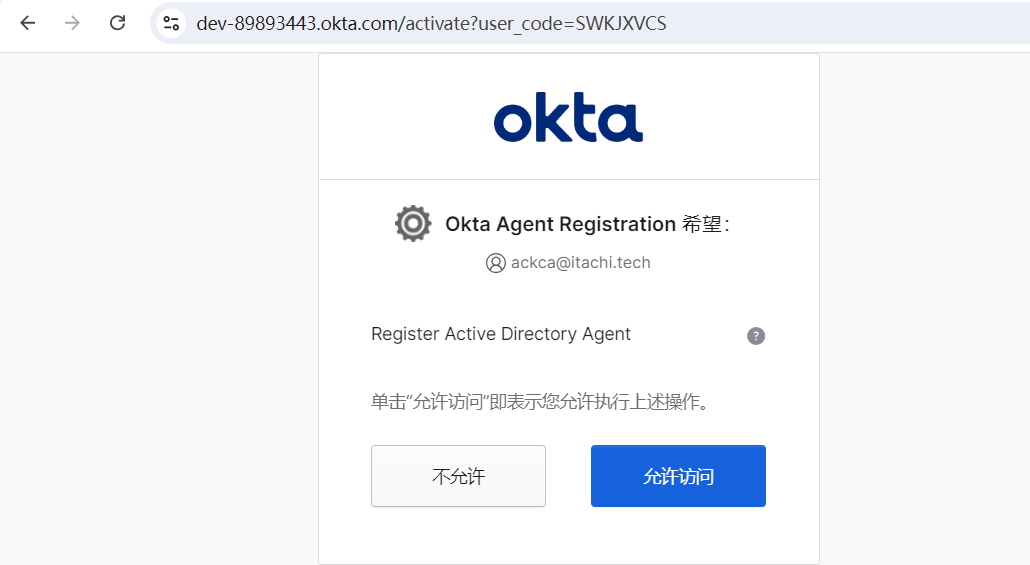 dev-89893443.okta.com/activate?user_code=SWKJXVCS
okta
Okta Agent Registration 希望：
ackca@itachi.tech
Register Active Directory Agent
?
单击“允许访问”即表示您允许执行上述操作。
不允许
允许访问